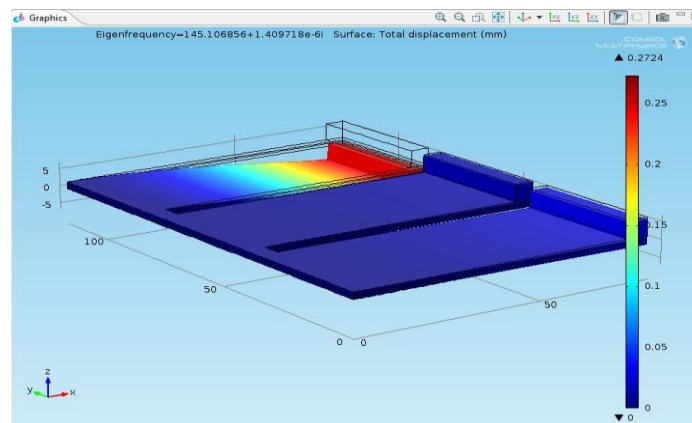 Graphics
Eigenfrequency=145.106856+1.409718e-6i Surface: Total displacement (mm)
COMSOL
MULTIPHYSICS
▲ 0.2724
0.25
0.2
0.15
0.1
0.05
0
▼ 0
5
0
-5
100
50
0
0
50
z
y
x